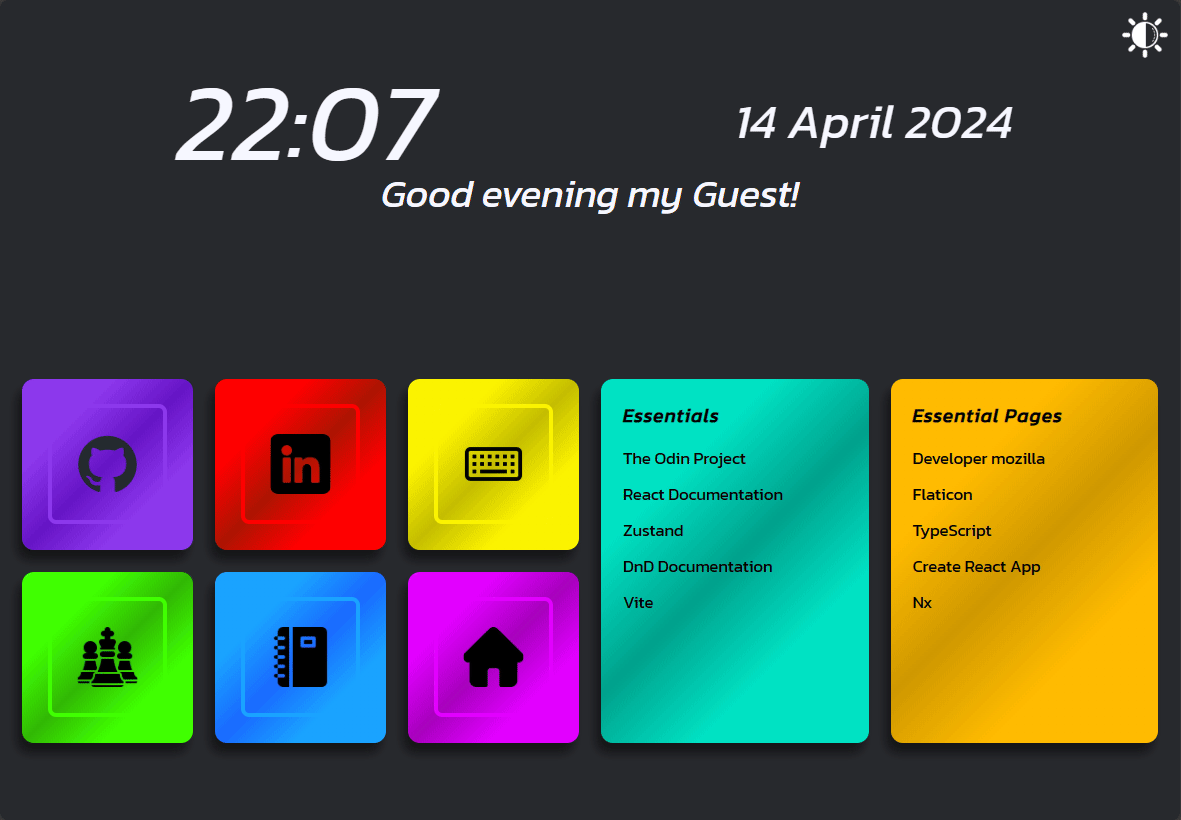 22:07
14 April 2024
Good evening my Guest!
in
Essentials
The Odin Project
React Documentation
Zustand
DnD Documentation
Vite
Essential Pages
Developer mozilla
Flaticon
TypeScript
Create React App
Nx